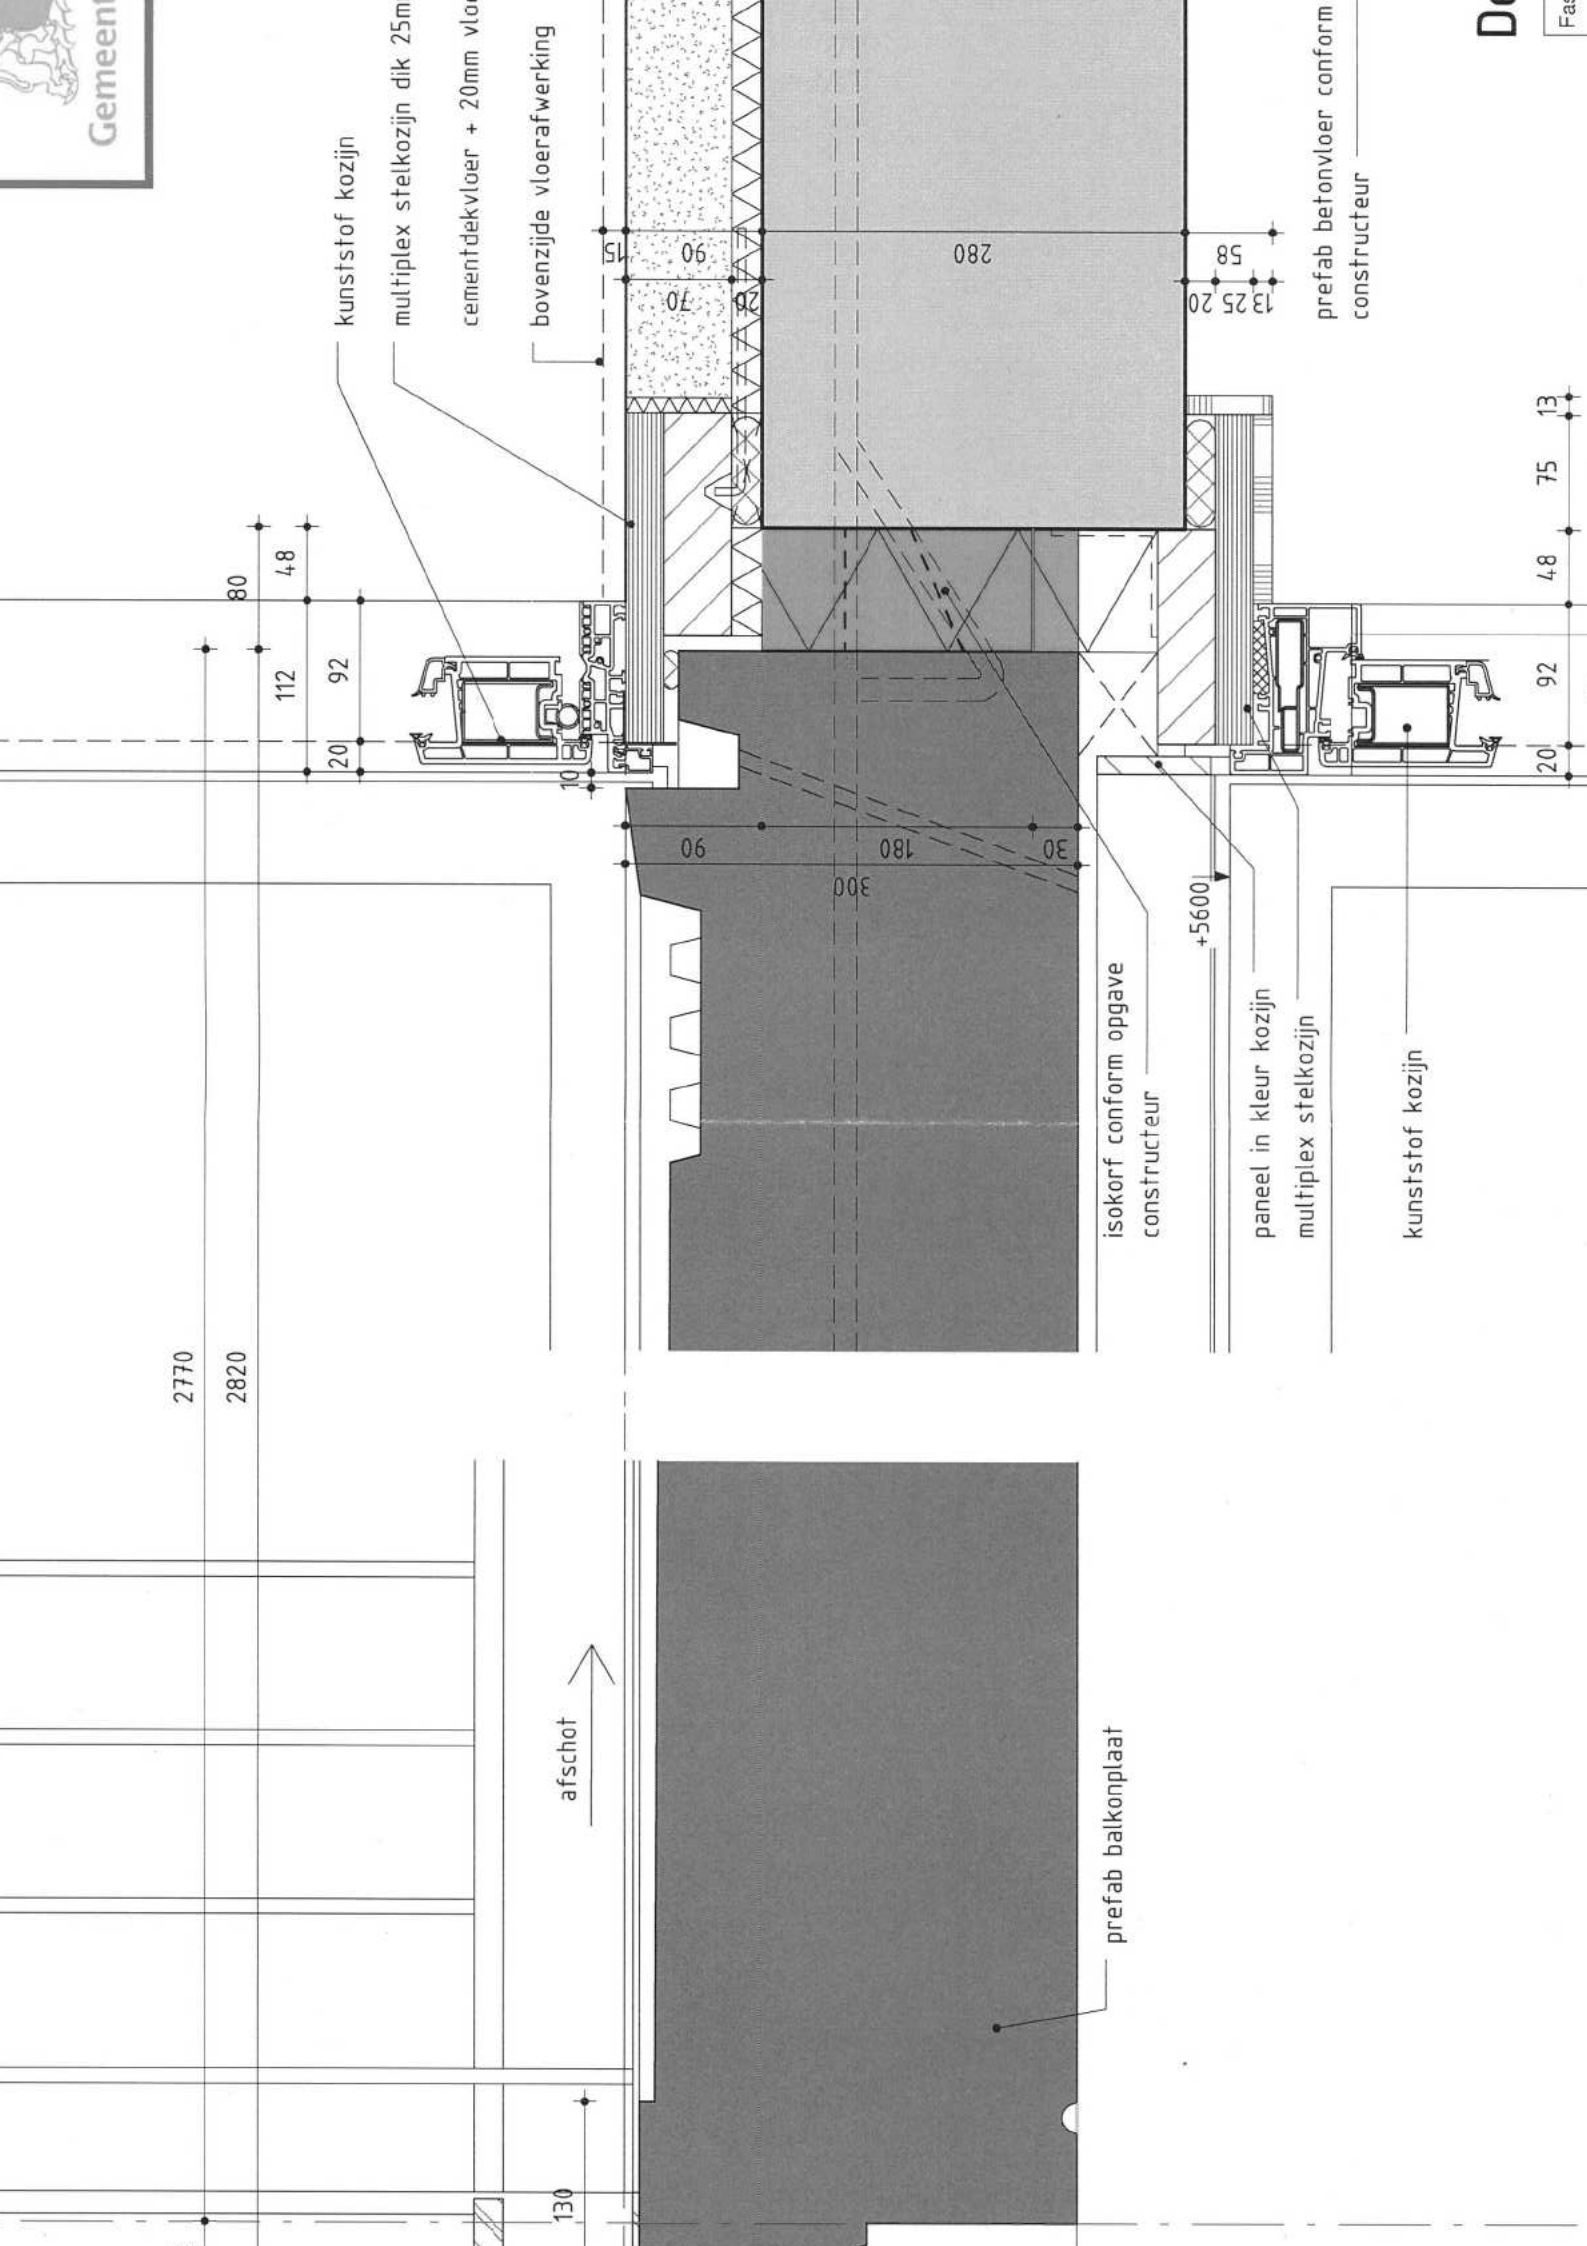 Gemeent
kunststof kozijn
multiplex stelkozijn dik 25m
cementdekvloer + 20mm vloe
bovenzijde vloerafwerking
prefab betonvloer conform
constructeur
De
Fas
80
48
112
92
20
10
15
90
70
20
280
58
20
25
13
13
75
48
92
20
90
180
30
300
+5600
isokorf conform opgave
constructeur
paneel in kleur kozijn
multiplex stelkozijn
kunststof kozijn
2770
2820
afschot
prefab balkonplaat
130